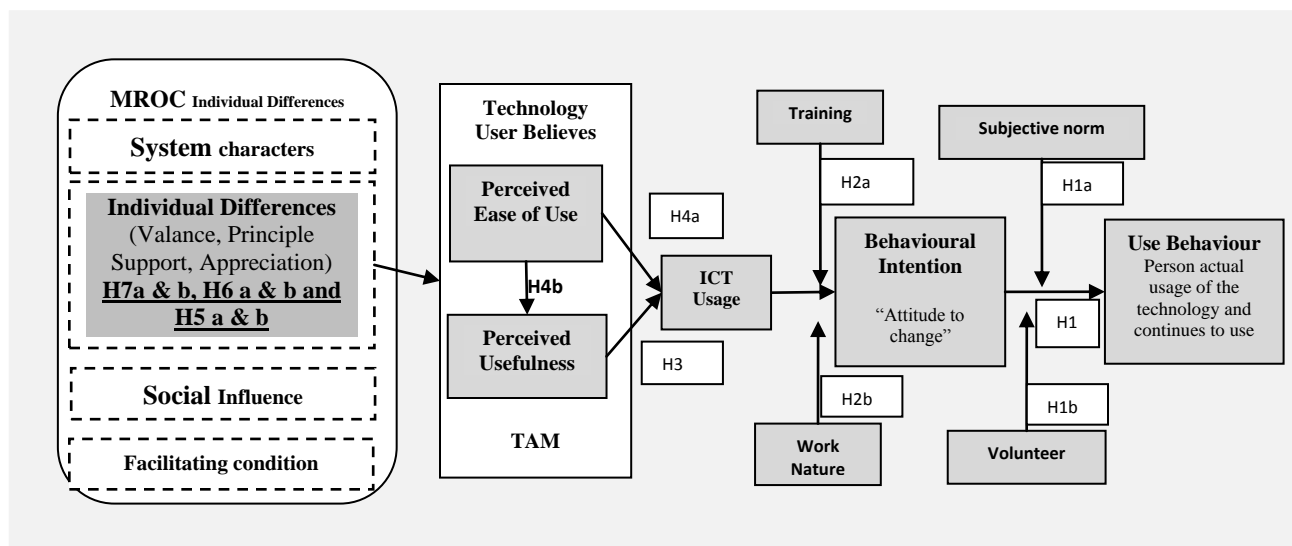 MROC Individual Differences
System characters
Individual Differences
(Valance, Principle
Support, Appreciation)
H7a & b, H6 a & b and
H5 a & b
Social Influence
Facilitating condition
Technology
User Believes
Perceived
Ease of Use
H4b
Perceived
Usefulness
TAM
H4a
H3
ICT
Usage
Training
H2a
H2b
Work
Nature
Behavioural
Intention
“Attitude to
change”
Subjective norm
H1a
H1
H1b
Volunteer
Use Behaviour
Person actual
usage of the
technology and
continues to use